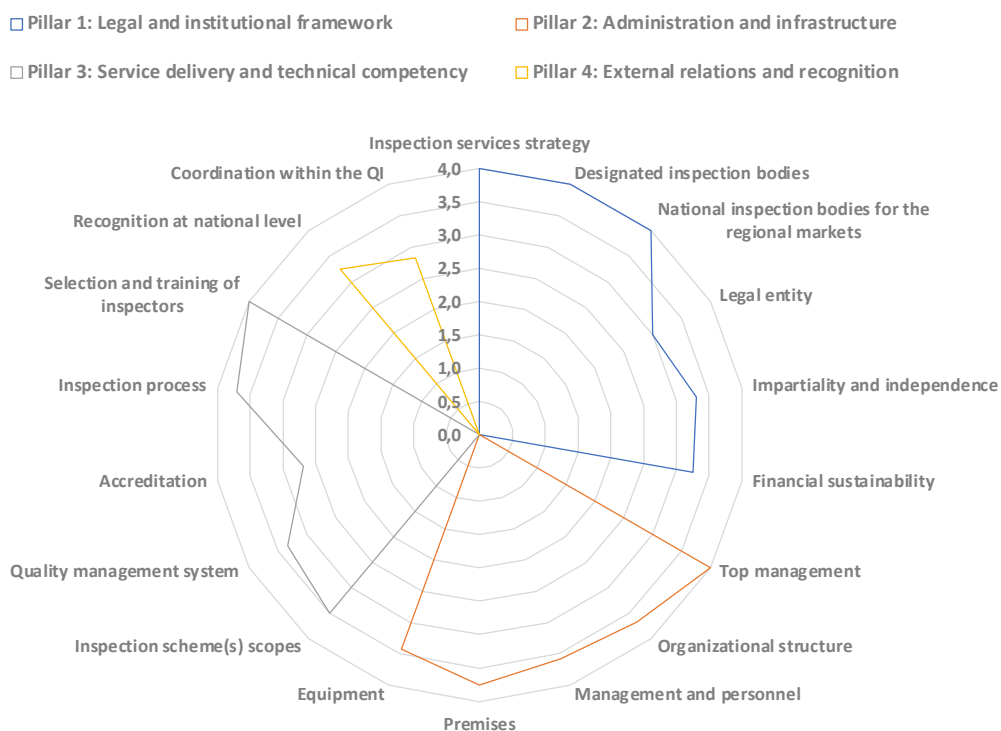 Pillar 1: Legal and institutional framework
Pillar 2: Administration and infrastructure
Pillar 3: Service delivery and technical competency
Pillar 4: External relations and recognition
Inspection services strategy
Coordination within the QI
Designated inspection bodies
Recognition at national level
National inspection bodies for the
regional markets
Selection and training of
inspectors
Legal entity
Inspection process
Impartiality and independence
Accreditation
Financial sustainability
Quality management system
Top management
Inspection scheme(s) scopes
Organizational structure
Equipment
Management and personnel
Premises
4,0
3,5
3,0
2,5
2,0
1,5
1,0
0,5
0,0